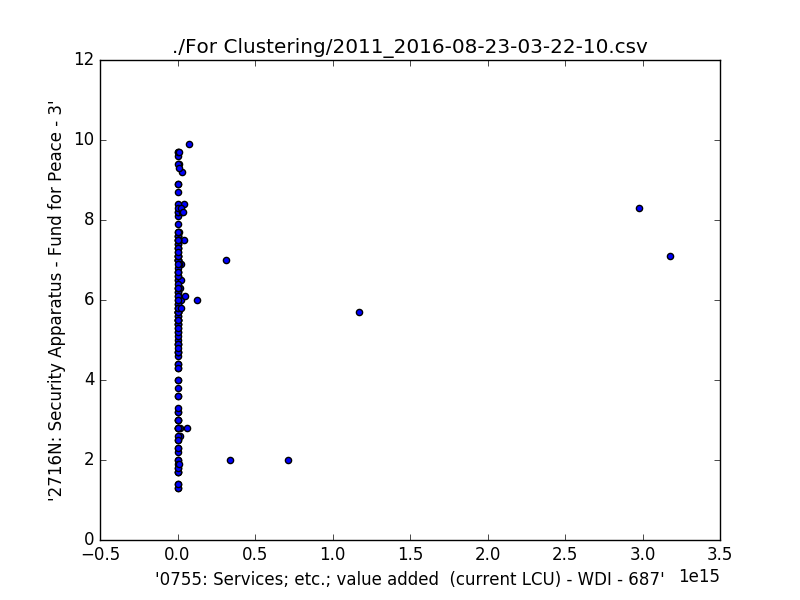 ./For Clustering/2011_2016-08-23-03-22-10.csv
12
10
8
6
4
2
0
'2716N: Security Apparatus - Fund for Peace - 3'
−0.5 0.0 0.5 1.0 1.5 2.0 2.5 3.0 3.5
'0755: Services; etc.; value added  (current LCU) - WDI - 687' 1e15